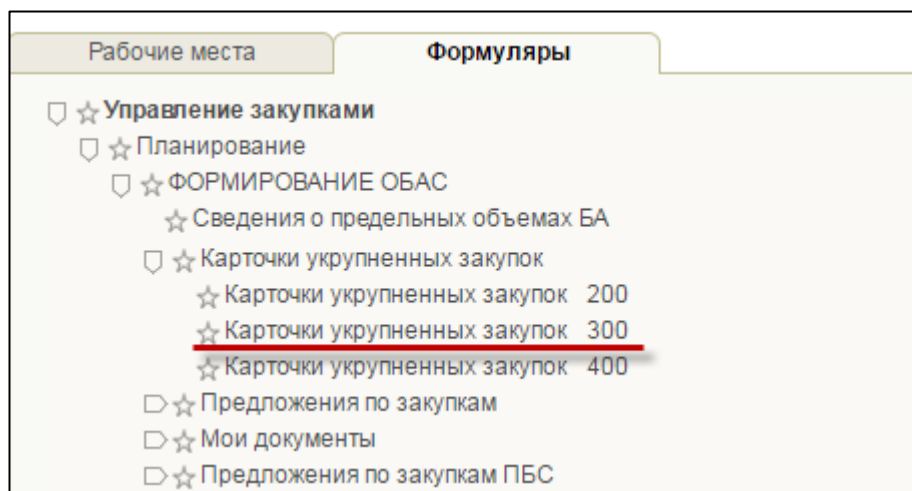 Рабочие места
Формуляры
Управление закупками
Планирование
ФОРМИРОВАНИЕ ОБАС
Сведения о предельных объемах БА
Карточки укрупненных закупок
Карточки укрупненных закупок 200
Карточки укрупненных закупок 300
Карточки укрупненных закупок 400
Предложения по закупкам
Мои документы
Предложения по закупкам ПБС